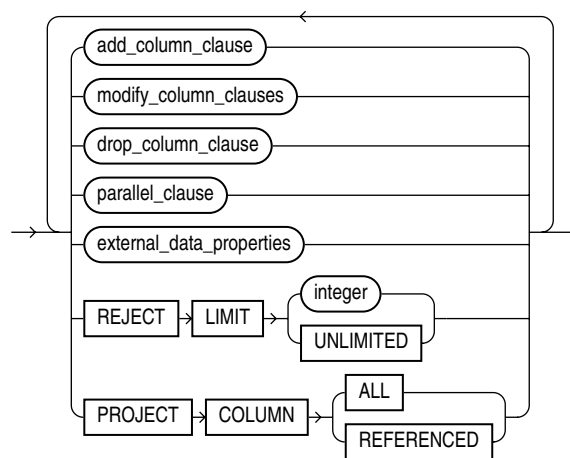 add_column_clause
modify_column_clauses
drop_column_clause
parallel_clause
external_data_properties
integer
REJECT LIMIT
UNLIMITED
ALL
PROJECT COLUMN
REFERENCED